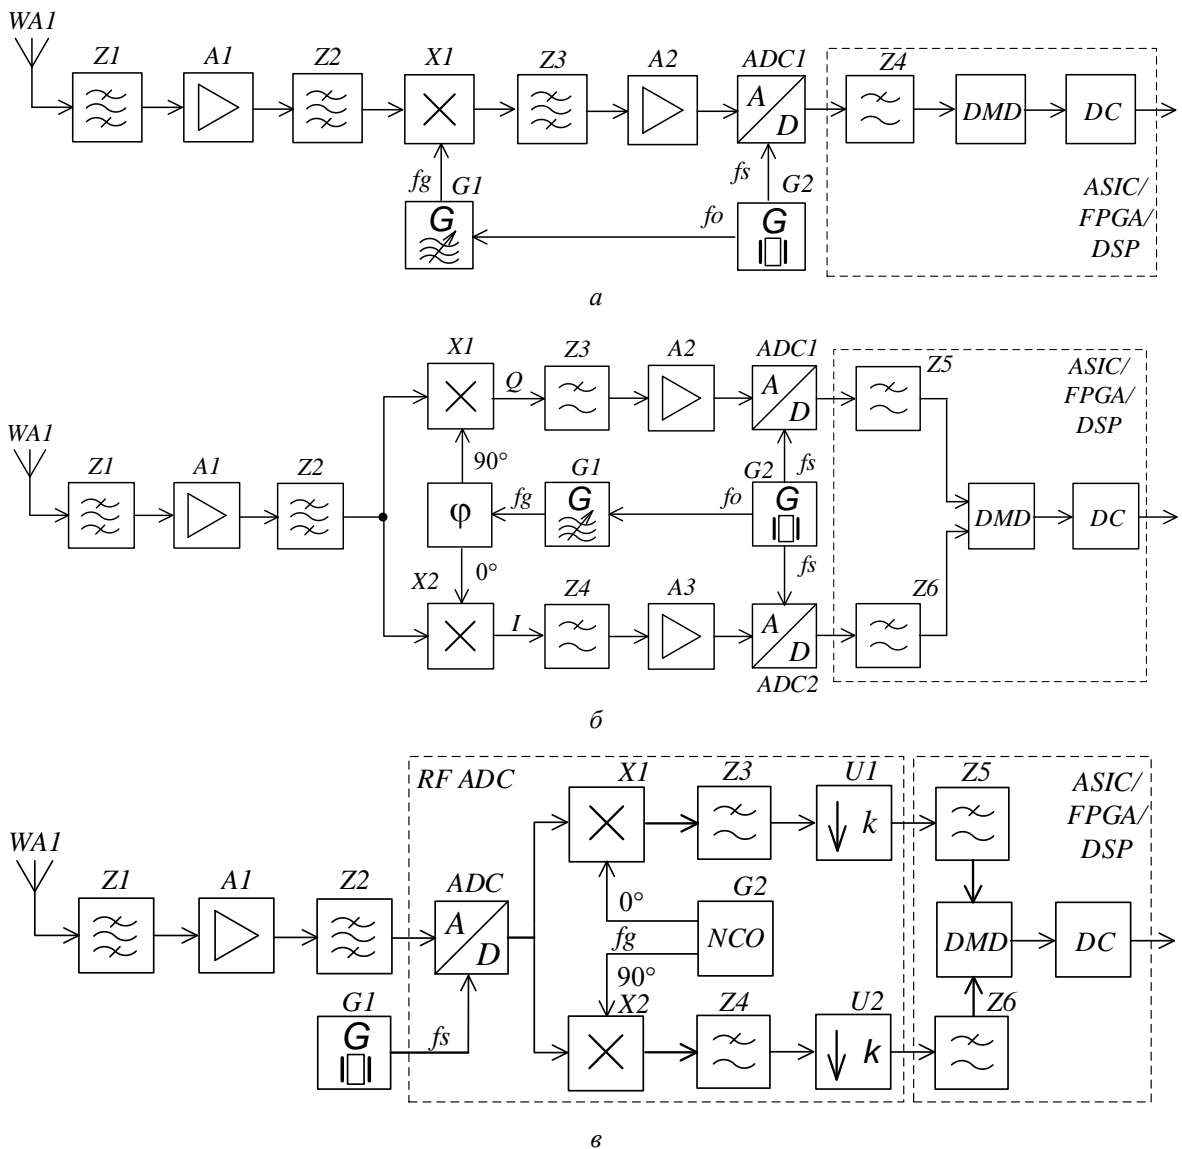 WA1
Z1 A1 Z2 X1 Z3 A2 ADC1 Z4
A D DMD DC
fg G1 fs G2
G fo G
ASIC/
FPGA/
DSP
а
X1 Z3 A2 ADC1 Z5
Q A D
ASIC/
FPGA/
DSP
WA1
Z1 A1 Z2 90° G1 G2 fs
φ fg G fo G DMD DC
X2 0° Z4 A3 fs Z6
I A D
ADC2
б
RF ADC X1 Z3 U1 Z5
k
ASIC/
FPGA/
DSP
WA1
Z1 A1 Z2 ADC 0° G2
A D fg NCO DMD DC
90°
G1 X2 Z4 U2 Z6
G fs k
в